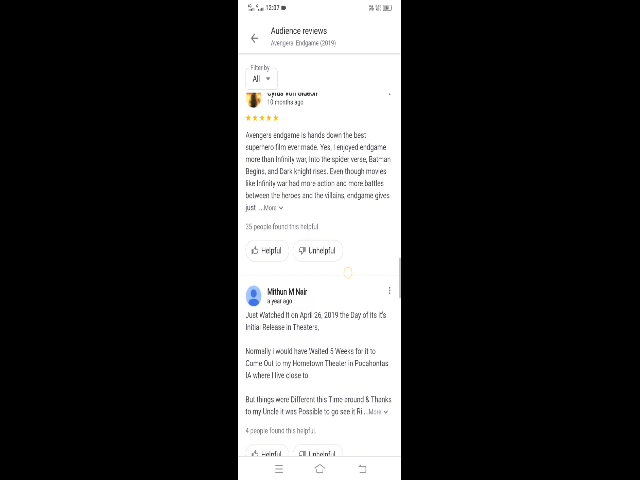 12:07
Audience reviews
Avengers: Endgame (2019)
Filter by
All
Cyrus Von Gideon
10 months ago
Avengers endgame is hands down the best
superhero film ever made. Yes, I enjoyed endgame
more than Infinity war, Into the spider verse, Batman
Begins, and Dark knight rises. Even though movies
like Infinity war had more action and more battles
between the heroes and the villains, endgame gives
just ...More
35 people found this helpful.
Helpful Unhelpful
Mithun M Nair
a year ago
Just Watched It on April 26, 2019 the Day of its It's
Initial Release in Theaters,
Normally I would have Waited 5 Weeks for it to
Come Out to my Hometown Theater in Pocahontas
IA where I live close to.
But things were Different this Time around & Thanks
to my Uncle it was Possible to go see it Ri...More
4 people found this helpful.
Helpful Unhelpful